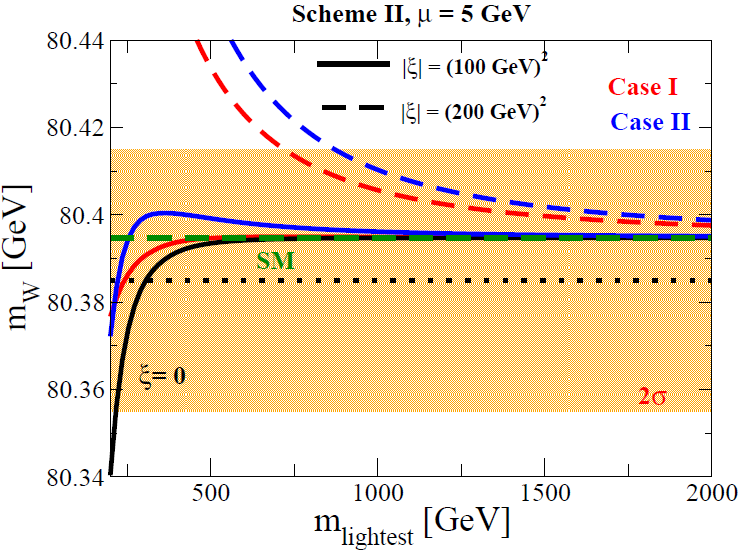 Scheme II, μ = 5 GeV
80.44
80.42
80.4
80.38
80.36
80.34
m_W [GeV]
|ξ| = (100 GeV)²
|ξ| = (200 GeV)²
Case I
Case II
SM
ξ= 0
2σ
500
1000
1500
2000
m_lightest [GeV]